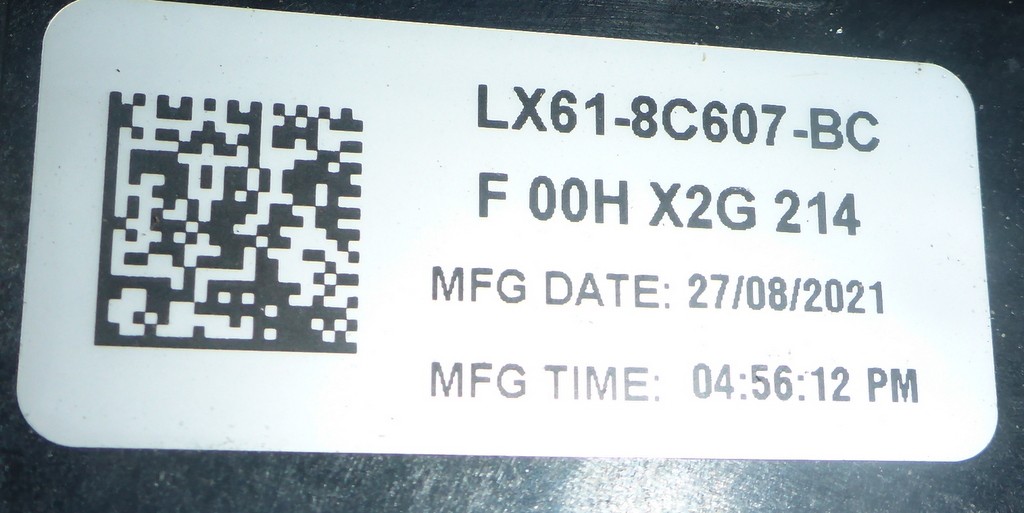 LX61-8C607-BC
F 00H X2G 214
MFG DATE: 27/08/2021
MFG TIME: 04:56:12 PM